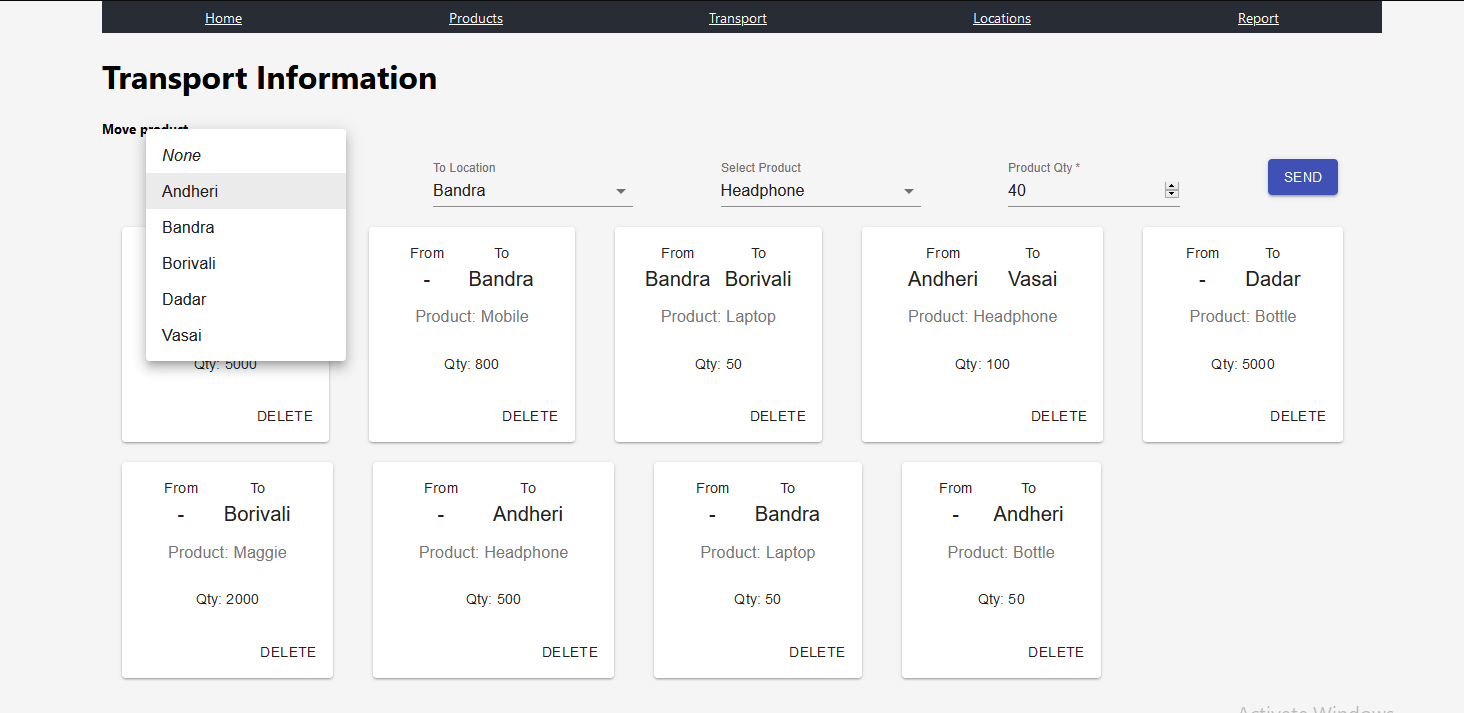 Home Products Transport Locations Report
Transport Information
Move product
None
Andheri
Bandra
Borivali
Dadar
Vasai
To Location
Bandra
Select Product
Headphone
Product Qty *
40
SEND
Qty: 5000
DELETE
From To
- Bandra
Product: Mobile
Qty: 800
DELETE
From To
Bandra Borivali
Product: Laptop
Qty: 50
DELETE
From To
Andheri Vasai
Product: Headphone
Qty: 100
DELETE
From To
- Dadar
Product: Bottle
Qty: 5000
DELETE
From To
- Borivali
Product: Maggie
Qty: 2000
DELETE
From To
- Andheri
Product: Headphone
Qty: 500
DELETE
From To
- Bandra
Product: Laptop
Qty: 50
DELETE
From To
- Andheri
Product: Bottle
Qty: 50
DELETE
Activate Windows